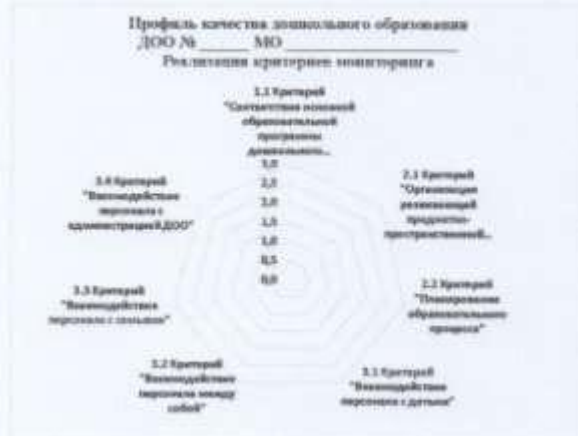 Профиль качества дошкольного образования
ДОО № ______ МО ____________________
Реализация критериев мониторинга
1.1 Критерий
"Соответствие основной
образовательной
программы
дошкольного...
3,0
2,5
2,0
1,5
1,0
0,5
0,0
2.1 Критерий
"Организация
развивающей
предметно-
пространственной...
2.2 Критерий
"Планирование
образовательного
процесса"
3.1 Критерий
"Взаимодействие
персонала с детьми"
3.2 Критерий
"Взаимодействие
персонала между
собой"
3.3 Критерий
"Взаимодействие
персонала с семьями"
3.4 Критерий
"Взаимодействие
персонала с
администрацией ДОО"